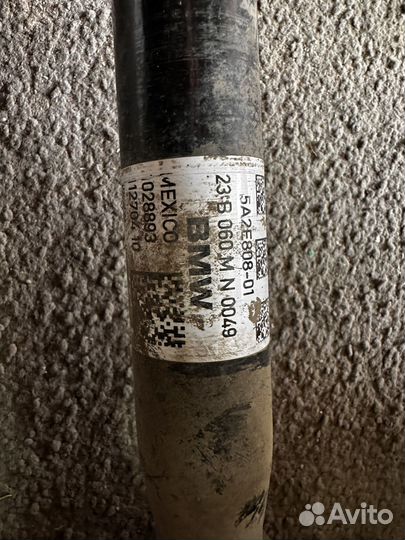 5A2E808-01
23-B 060 M N 0049
BMW
MEXICO
028893
Avito